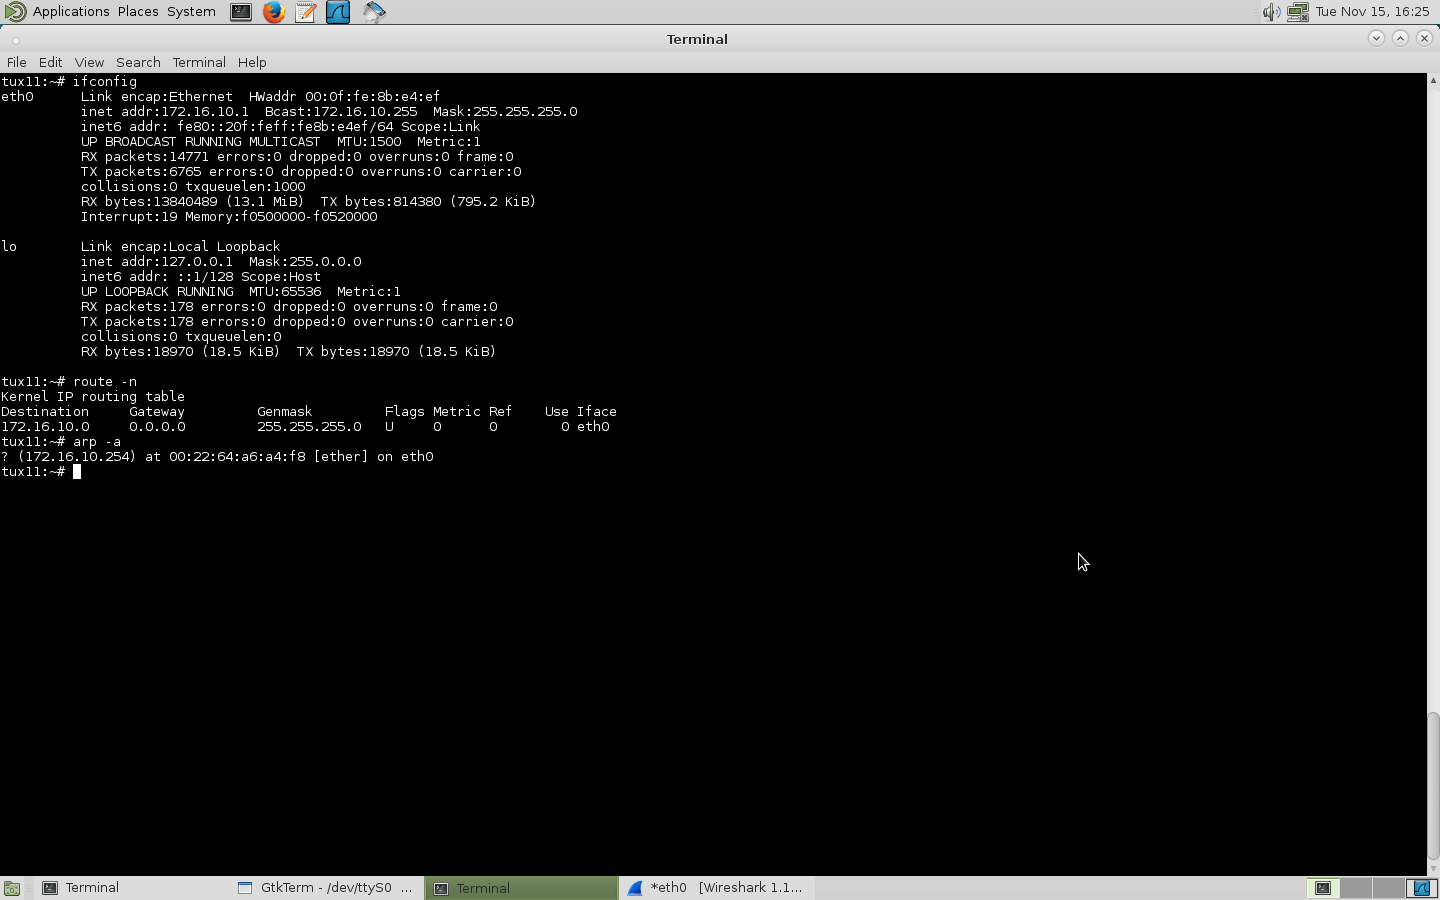 Applications Places System
Tue Nov 15, 16:25
Terminal
File Edit View Search Terminal Help
tux11:~# ifconfig
eth0      Link encap:Ethernet  HWaddr 00:0f:fe:8b:e4:ef
          inet addr:172.16.10.1  Bcast:172.16.10.255  Mask:255.255.255.0
          inet6 addr: fe80::20f:feff:fe8b:e4ef/64 Scope:Link
          UP BROADCAST RUNNING MULTICAST  MTU:1500  Metric:1
          RX packets:14771 errors:0 dropped:0 overruns:0 frame:0
          TX packets:6765 errors:0 dropped:0 overruns:0 carrier:0
          collisions:0 txqueuelen:1000
          RX bytes:13840489 (13.1 MiB)  TX bytes:814380 (795.2 KiB)
          Interrupt:19 Memory:f0500000-f0520000
lo        Link encap:Local Loopback
          inet addr:127.0.0.1  Mask:255.0.0.0
          inet6 addr: ::1/128 Scope:Host
          UP LOOPBACK RUNNING  MTU:65536  Metric:1
          RX packets:178 errors:0 dropped:0 overruns:0 frame:0
          TX packets:178 errors:0 dropped:0 overruns:0 carrier:0
          collisions:0 txqueuelen:0
          RX bytes:18970 (18.5 KiB)  TX bytes:18970 (18.5 KiB)
tux11:~# route -n
Kernel IP routing table
Destination     Gateway         Genmask         Flags Metric Ref    Use Iface
172.16.10.0     0.0.0.0         255.255.255.0   U     0      0        0 eth0
tux11:~# arp -a
? (172.16.10.254) at 00:22:64:a6:a4:f8 [ether] on eth0
tux11:~#
Terminal
GtkTerm - /dev/ttyS0 ...
Terminal
*eth0 [Wireshark 1.1...